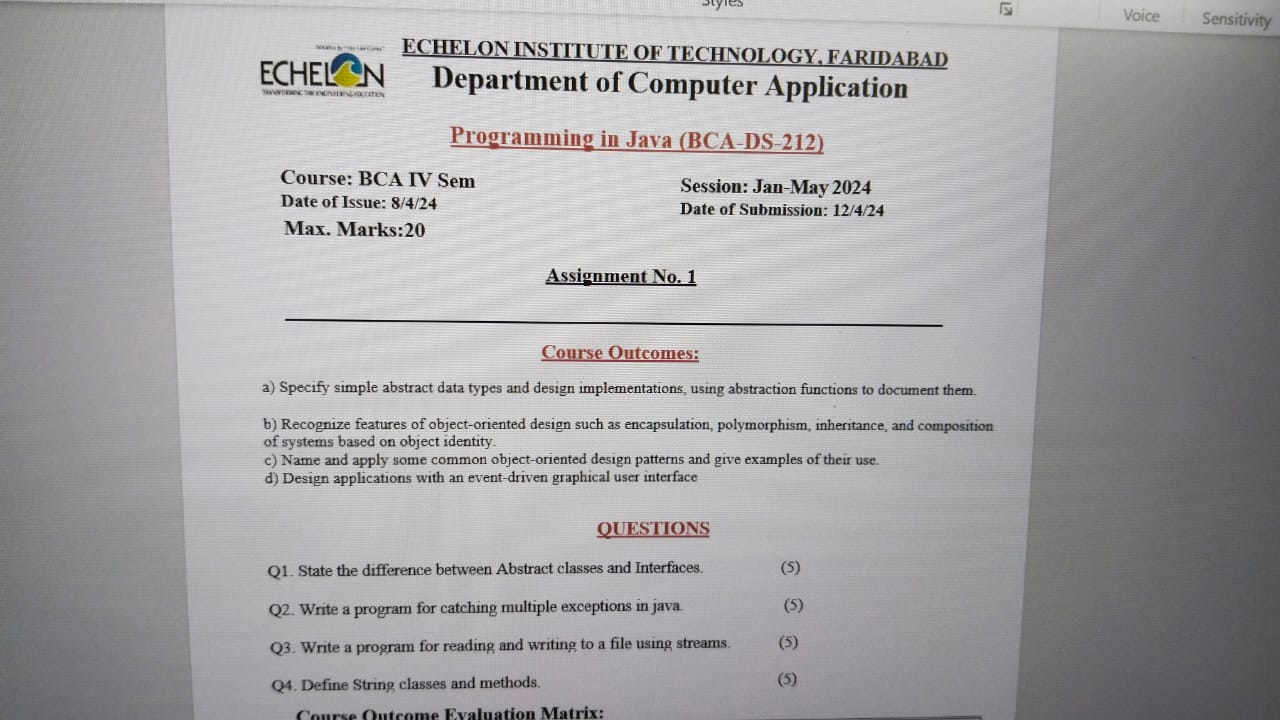 Styles
Voice
Sensitivity
ECHELON
ECHELON INSTITUTE OF TECHNOLOGY, FARIDABAD
Department of Computer Application
Programming in Java (BCA-DS-212)
Course: BCA IV Sem
Session: Jan-May 2024
Date of Issue: 8/4/24
Date of Submission: 12/4/24
Max. Marks:20
Assignment No. 1
Course Outcomes:
a) Specify simple abstract data types and design implementations, using abstraction functions to document them.
b) Recognize features of object-oriented design such as encapsulation, polymorphism, inheritance, and composition
of systems based on object identity.
c) Name and apply some common object-oriented design patterns and give examples of their use.
d) Design applications with an event-driven graphical user interface
QUESTIONS
Q1. State the difference between Abstract classes and Interfaces. (5)
Q2. Write a program for catching multiple exceptions in java. (5)
Q3. Write a program for reading and writing to a file using streams. (5)
Q4. Define String classes and methods. (5)
Course Outcome Evaluation Matrix: